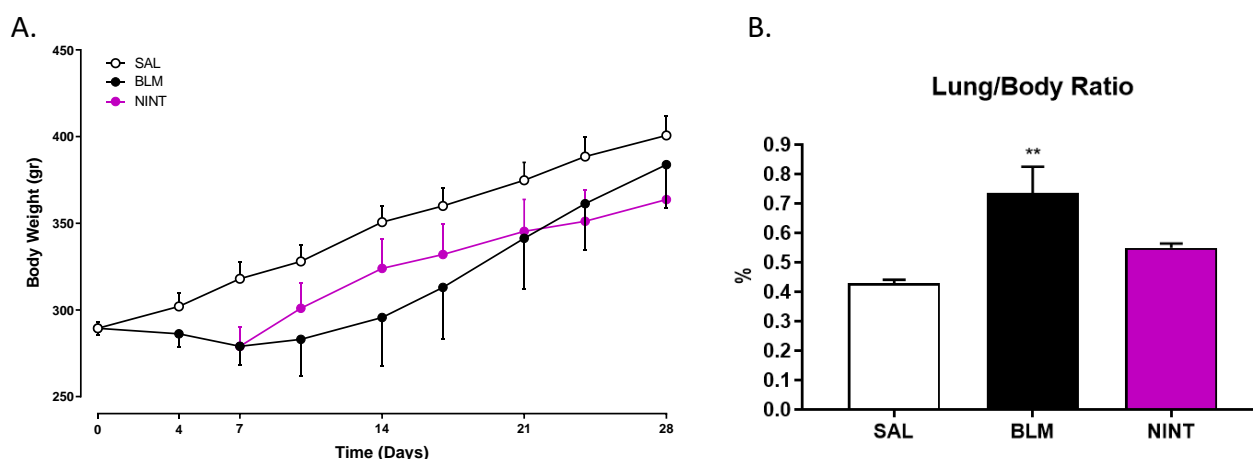 A.
450
400
350
300
250
Body Weight (gr)
SAL
BLM
NINT
0 4 7 14 21 28
Time (Days)
B.
Lung/Body Ratio
0.9
0.8
0.7
0.6
0.5
0.4
0.3
0.2
0.1
0.0
%
**
SAL BLM NINT